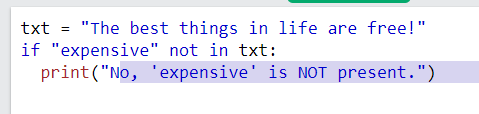 txt = "The best things in life are free!"
if "expensive" not in txt:
  print("No, 'expensive' is NOT present.")